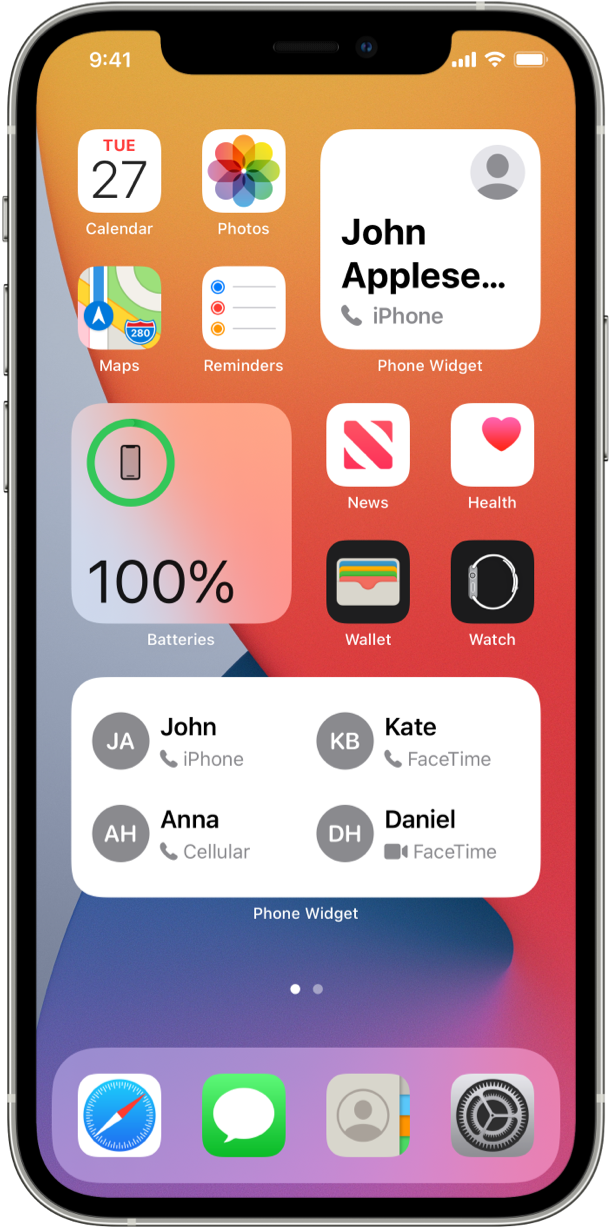 9:41
TUE
27
Calendar
Photos
John
Applese...
iPhone
280
Maps
Reminders
Phone Widget
100%
Batteries
News
Health
Wallet
Watch
JA
John
iPhone
KB
Kate
FaceTime
AH
Anna
Cellular
DH
Daniel
FaceTime
Phone Widget